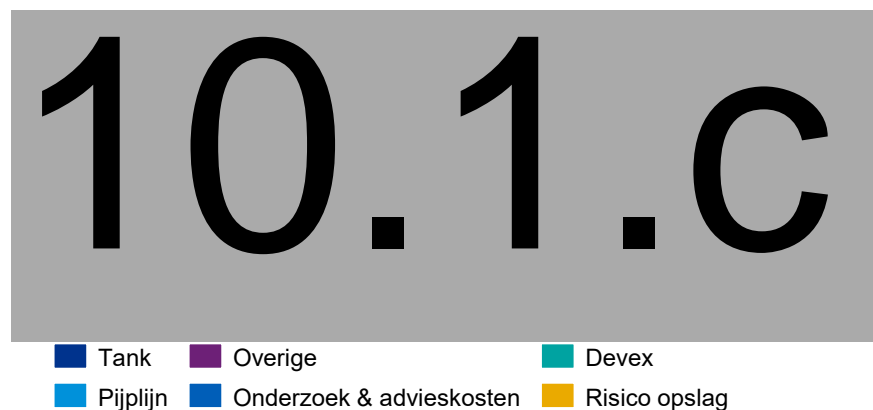 10.1.c
Tank Overige Devex
Pijplijn Onderzoek & advieskosten Risico opslag